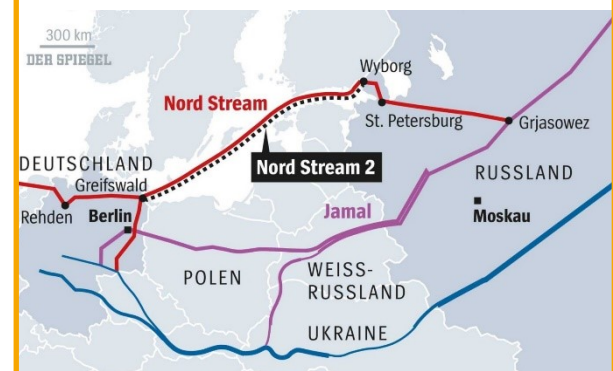 300 km
DER SPIEGEL
Wyborg
Nord Stream
St. Petersburg
Grjasowez
Nord Stream 2
DEUTSCHLAND
Greifswald
RUSSLAND
Rehden
Berlin
Jamal
Moskau
POLEN
WEISS-
RUSSLAND
UKRAINE